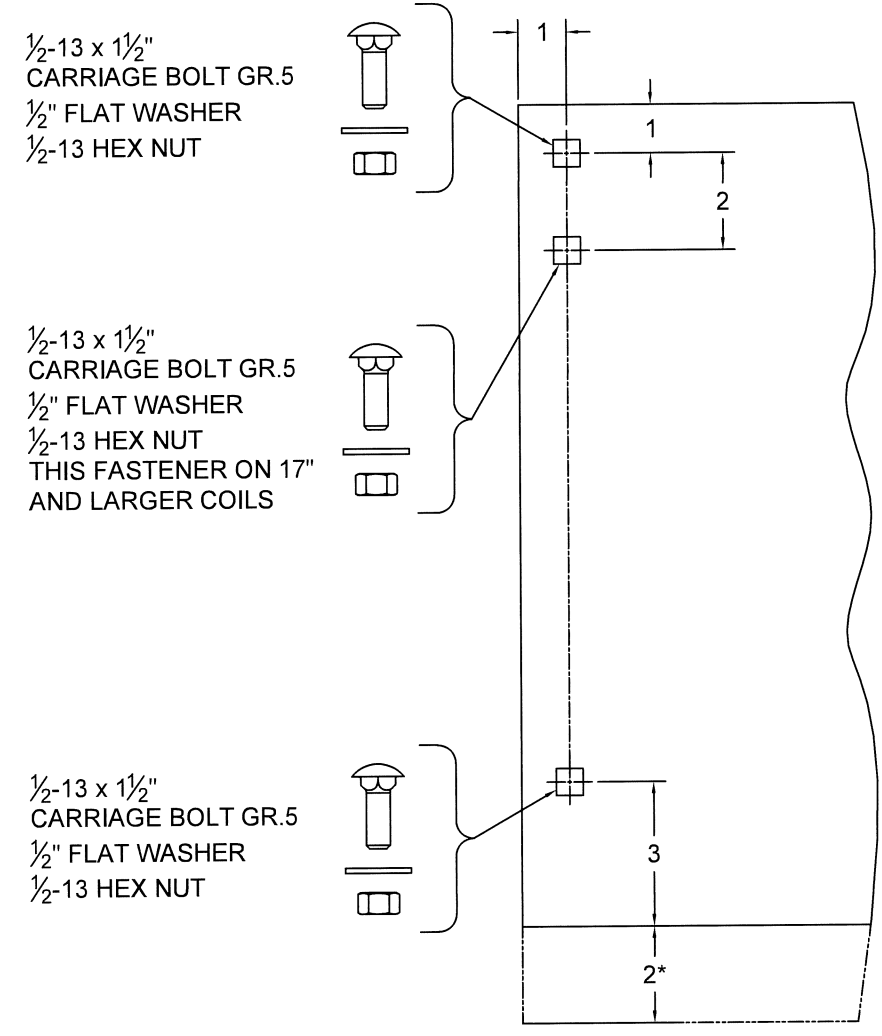 ½-13 x 1½"
CARRIAGE BOLT GR.5
½" FLAT WASHER
½-13 HEX NUT
1
1
2
½-13 x 1½"
CARRIAGE BOLT GR.5
½" FLAT WASHER
½-13 HEX NUT
THIS FASTENER ON 17"
AND LARGER COILS
½-13 x 1½"
CARRIAGE BOLT GR.5
½" FLAT WASHER
½-13 HEX NUT
3
2*